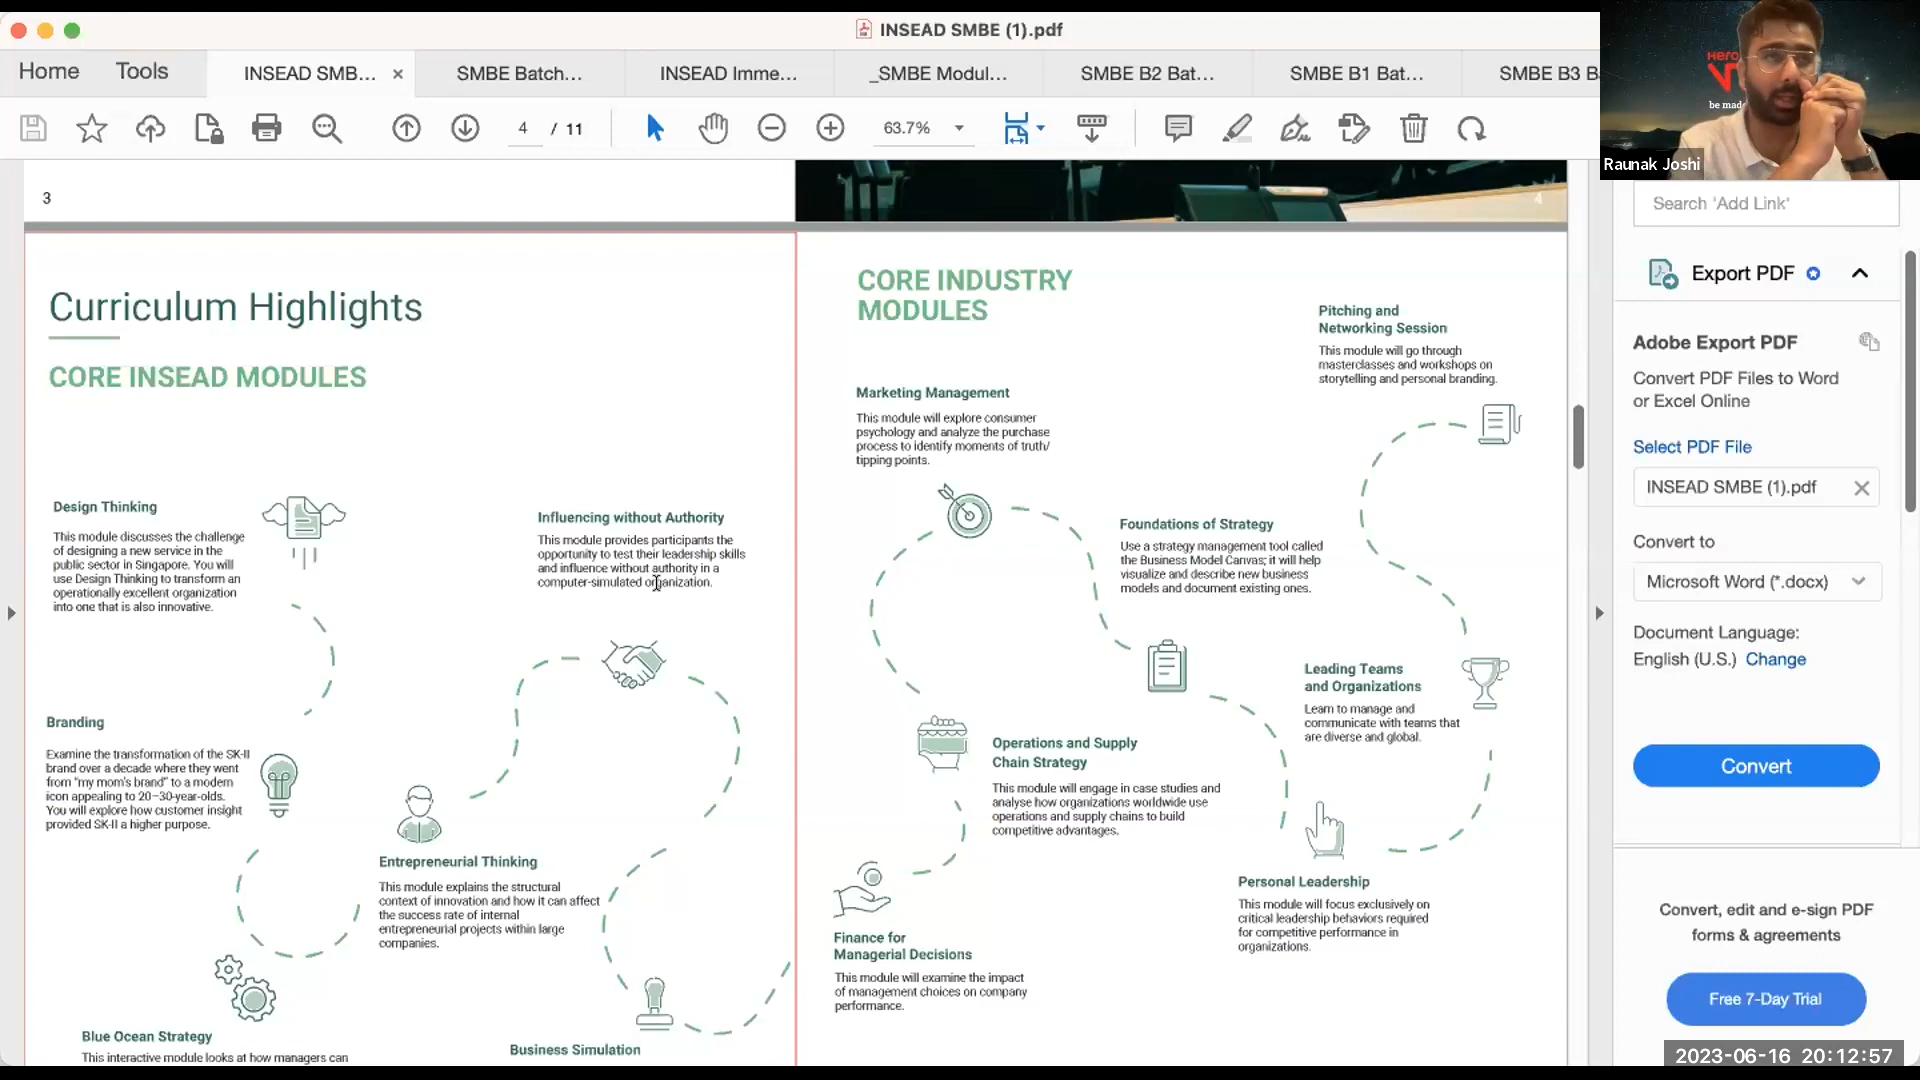 INSEAD SMBE (1).pdf
Home
Tools
INSEAD SMB...
SMBE Batch...
INSEAD Imme...
_SMBE Modul...
SMBE B2 Bat...
SMBE B1 Bat...
SMBE B3 B
4 / 11
63.7%
Raunak Joshi
Hero
be made
3
4
Curriculum Highlights
CORE INSEAD MODULES
Design Thinking
This module discusses the challenge
of designing a new service in the
public sector in Singapore. You will
use Design Thinking to transform an
operationally excellent organization
into one that is also innovative.
Influencing without Authority
This module provides participants the
opportunity to test their leadership skills
and influence without authority in a
computer-simulated organization.
Branding
Examine the transformation of the SK-II
brand over a decade where they went
from "my mom's brand" to a modern
icon appealing to 20–30-year-olds.
You will explore how customer insight
provided SK-II a higher purpose.
Entrepreneurial Thinking
This module explains the structural
context of innovation and how it can affect
the success rate of internal
entrepreneurial projects within large
companies.
Blue Ocean Strategy
This interactive module looks at how managers can
Business Simulation
CORE INDUSTRY
MODULES
Pitching and
Networking Session
This module will go through
masterclasses and workshops on
storytelling and personal branding.
Marketing Management
This module will explore consumer
psychology and analyze the purchase
process to identify moments of truth/
tipping points.
Foundations of Strategy
Use a strategy management tool called
the Business Model Canvas; it will help
visualize and describe new business
models and document existing ones.
Leading Teams
and Organizations
Learn to manage and
communicate with teams that
are diverse and global.
Operations and Supply
Chain Strategy
This module will engage in case studies and
analyse how organizations worldwide use
operations and supply chains to build
competitive advantages.
Personal Leadership
This module will focus exclusively on
critical leadership behaviors required
for competitive performance in
organizations.
Finance for
Managerial Decisions
This module will examine the impact
of management choices on company
performance.
Search 'Add Link'
Export PDF
Adobe Export PDF
Convert PDF Files to Word
or Excel Online
Select PDF File
INSEAD SMBE (1).pdf
Convert to
Microsoft Word (*.docx)
Document Language:
English (U.S.) Change
Convert
Convert, edit and e-sign PDF
forms & agreements
Free 7-Day Trial
2023-06-16 20:12:57